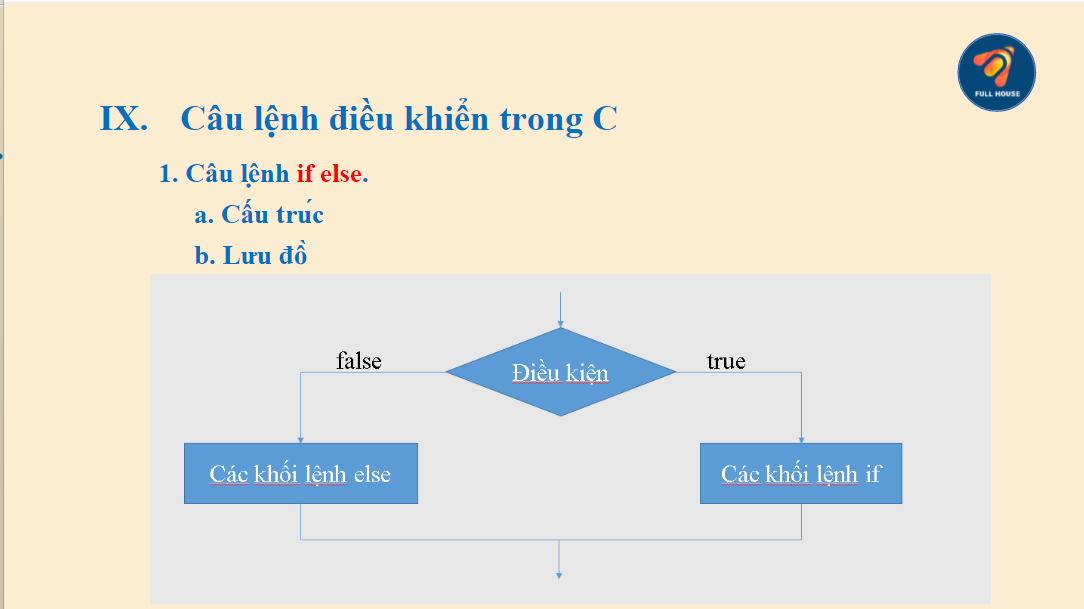 FULL HOUSE
IX. Câu lệnh điều khiển trong C
1. Câu lệnh if else.
a. Cấu trúc
b. Lưu đồ
false
true
Điều kiện
Các khối lệnh else
Các khối lệnh if